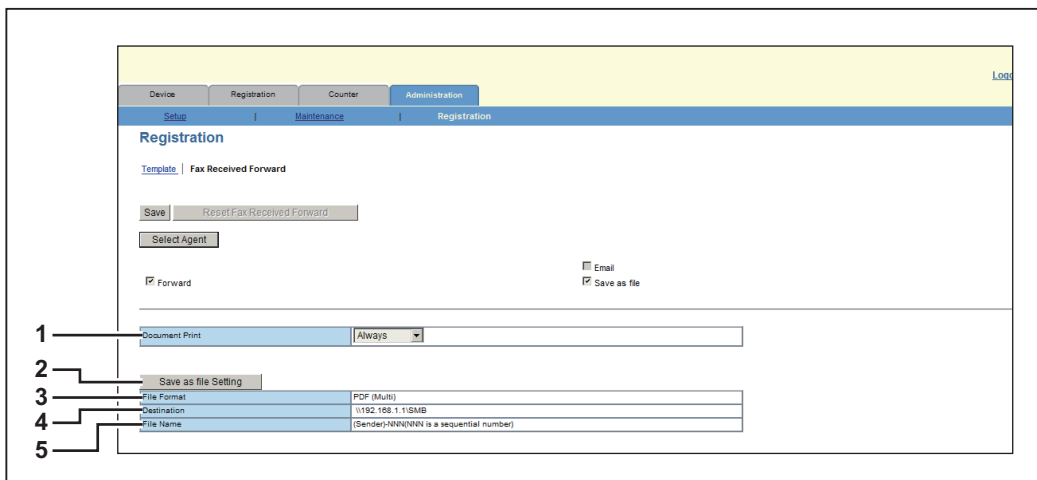 Logo
Device Registration Counter Administration
Setup | Maintenance | Registration
Registration
Template | Fax Received Forward
Save Reset Fax Received Forward
Select Agent
Email
Forward Save as file
1 Document Print Always
2 Save as file Setting
3 File Format PDF (Multi)
4 Destination \\192.168.1.1\SMB
5 File Name (Sender)-NNN(NNN is a sequential number)